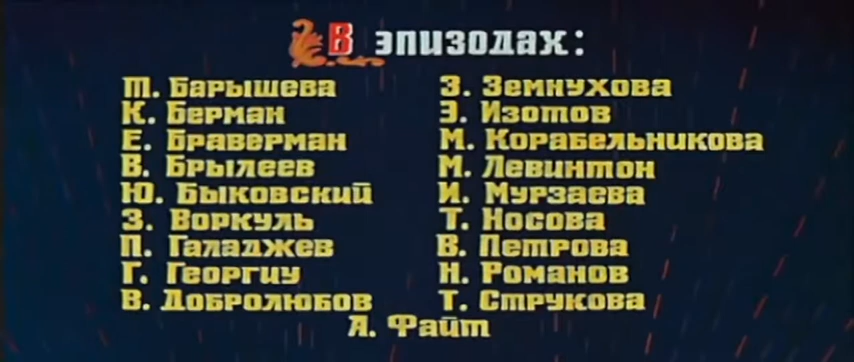 В эпизодах:
Т. Барышева
К. Берман
Е. Браверман
В. Брылеев
Ю. Быковский
З. Воркуль
П. Галаджев
Г. Георгиу
В. Добролюбов
З. Земнухова
Э. Изотов
М. Корабельникова
М. Левинтон
И. Мурзаева
Т. Носова
В. Петрова
Н. Романов
Т. Струкова
А. Файт